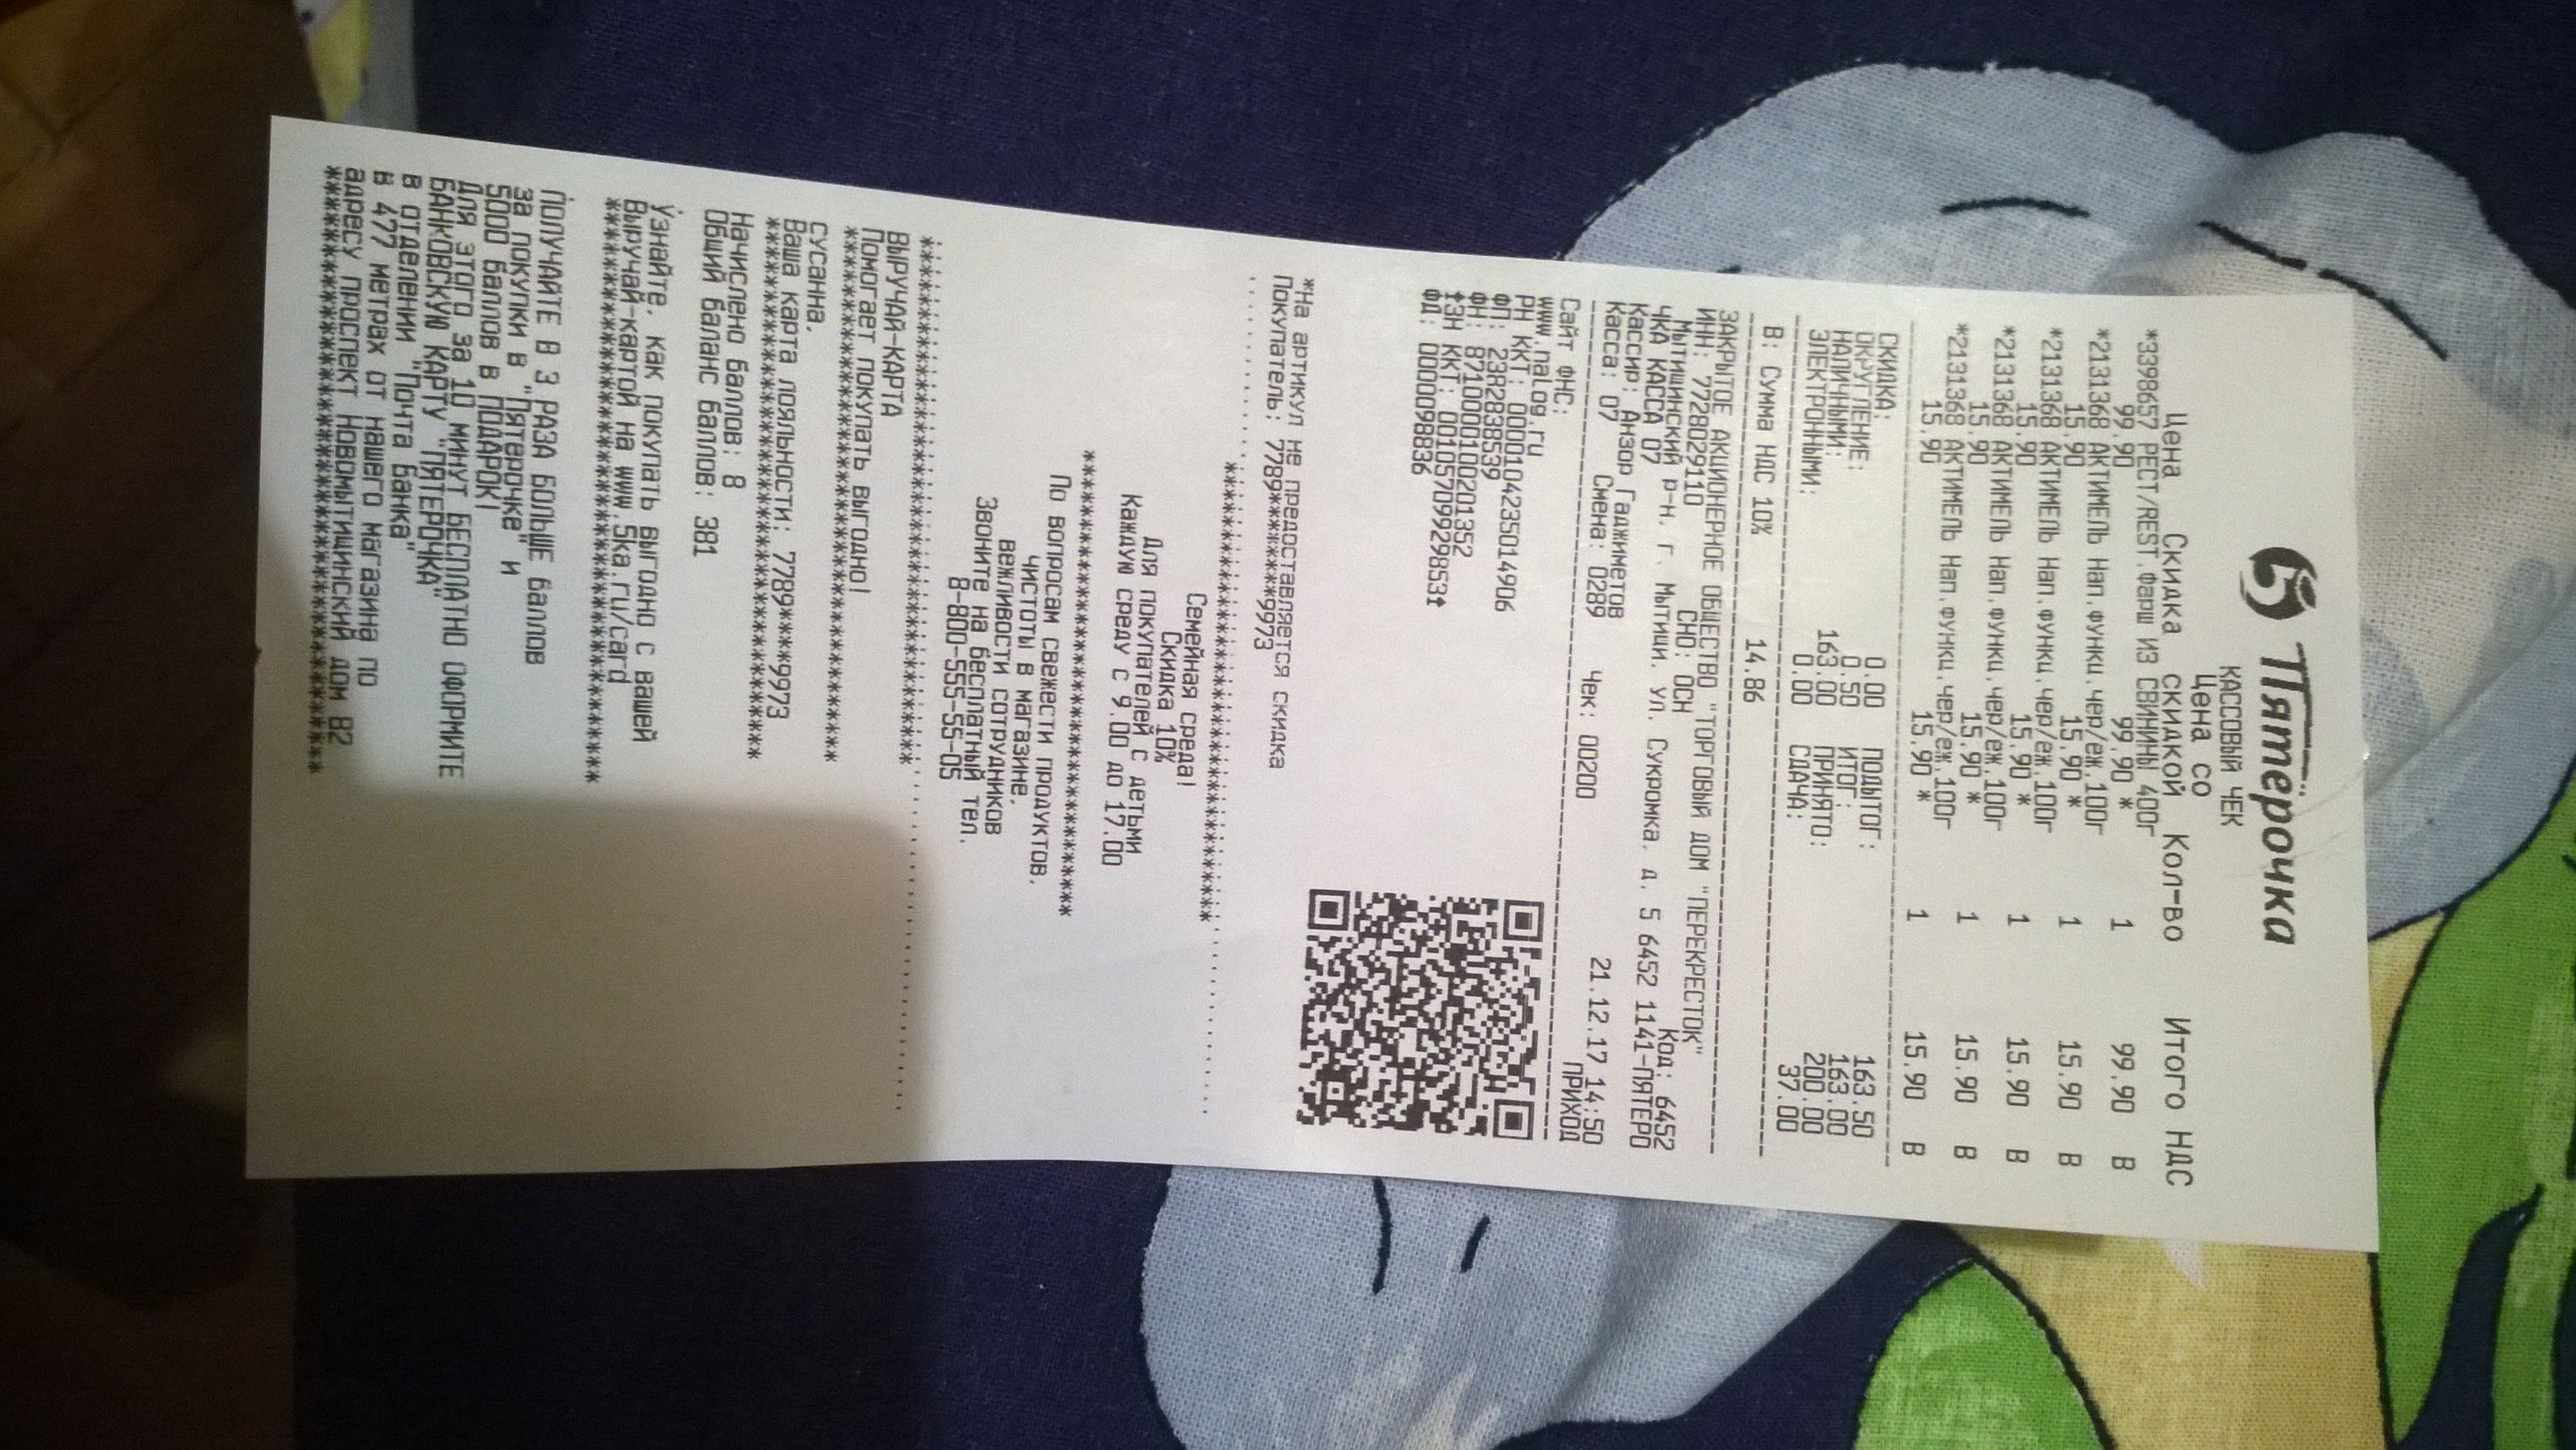 Пятёрочка
КАССОВЫЙ ЧЕК
Цена со
Цена Скидка скидкой Кол-во Итого НДС
*3398657 РЕСТ/REST.Фарш ИЗ СВИНИНЫ 400г
99.90 99.90 * 1 99.90 В
*2131368 АКТИМЕЛЬ Нап.функц.чер/еж.100г
15.90 15.90 * 1 15.90 В
*2131368 АКТИМЕЛЬ Нап.функц.чер/еж.100г
15.90 15.90 * 1 15.90 В
*2131368 АКТИМЕЛЬ Нап.функц.чер/еж.100г
15.90 15.90 * 1 15.90 В
*2131368 АКТИМЕЛЬ Нап.функц.чер/еж.100г
15.90 15.90 * 1 15.90 В
СКИДКА: 0.00 ПОДЫТОГ: 163.50
ОКРУГЛЕНИЕ: 0.50 ИТОГ: 163.00
НАЛИЧНЫМИ: 163.00 ПРИНЯТО: 200.00
ЭЛЕКТРОННЫМИ: 0.00 СДАЧА: 37.00
В: Сумма НДС 10% 14.86
ЗАКРЫТОЕ АКЦИОНЕРНОЕ ОБЩЕСТВО "ТОРГОВЫЙ ДОМ "ПЕРЕКРЕСТОК"
ИНН: 7728029110 СНО: ОСН Код: 6452
Мытищинский р-н, г. Мытищи, ул. Сукромка, д. 5 6452 1141-ПЯТЕРО
ЧКА КАССА 07
Кассир: Анзор Гаджиметов
Касса: 07 Смена: 0289 Чек: 00200 21.12.17 14:50
ПРИХОД
Сайт ФНС:
www.nalog.ru
РН ККТ: 0000104235014906
ФП: 2382838539
ФН: 8710000100201352
‡ЗН ККТ: 00105709929853‡
ФД: 0000098836
*На артикул не предоставляется скидка
Покупатель: 7789********9973
*************************************
Семейная среда!
Скидка 10%
Для покупателей с детьми
Каждую среду с 9.00 до 17.00
*************************************
По вопросам свежести продуктов,
чистоты в магазине,
вежливости сотрудников
Звоните на бесплатный тел.
8-800-555-55-05
******************************************
ВЫРУЧАЙ-КАРТА
Помогает покупать выгодно!
******************************************
СУСАННА,
Ваша карта лояльности: 7789****9973
******************************************
Начислено баллов: 8
Общий баланс баллов: 381
Узнайте, как покупать выгодно с вашей
Выручай-картой на www.5ka.ru/card
**********************************************
ПОЛУЧАЙТЕ В 3 РАЗА БОЛЬШЕ баллов
за покупки в "Пятерочке" и
5000 баллов в ПОДАРОК!
Для этого за 10 минут БЕСПЛАТНО ОФОРМИТЕ
БАНКОВСКУЮ КАРТУ "ПЯТЕРОЧКА"
в отделении "Почта Банка"
в 477 метрах от нашего магазина по
адресу проспект Новомытищинский дом 82
**********************************************